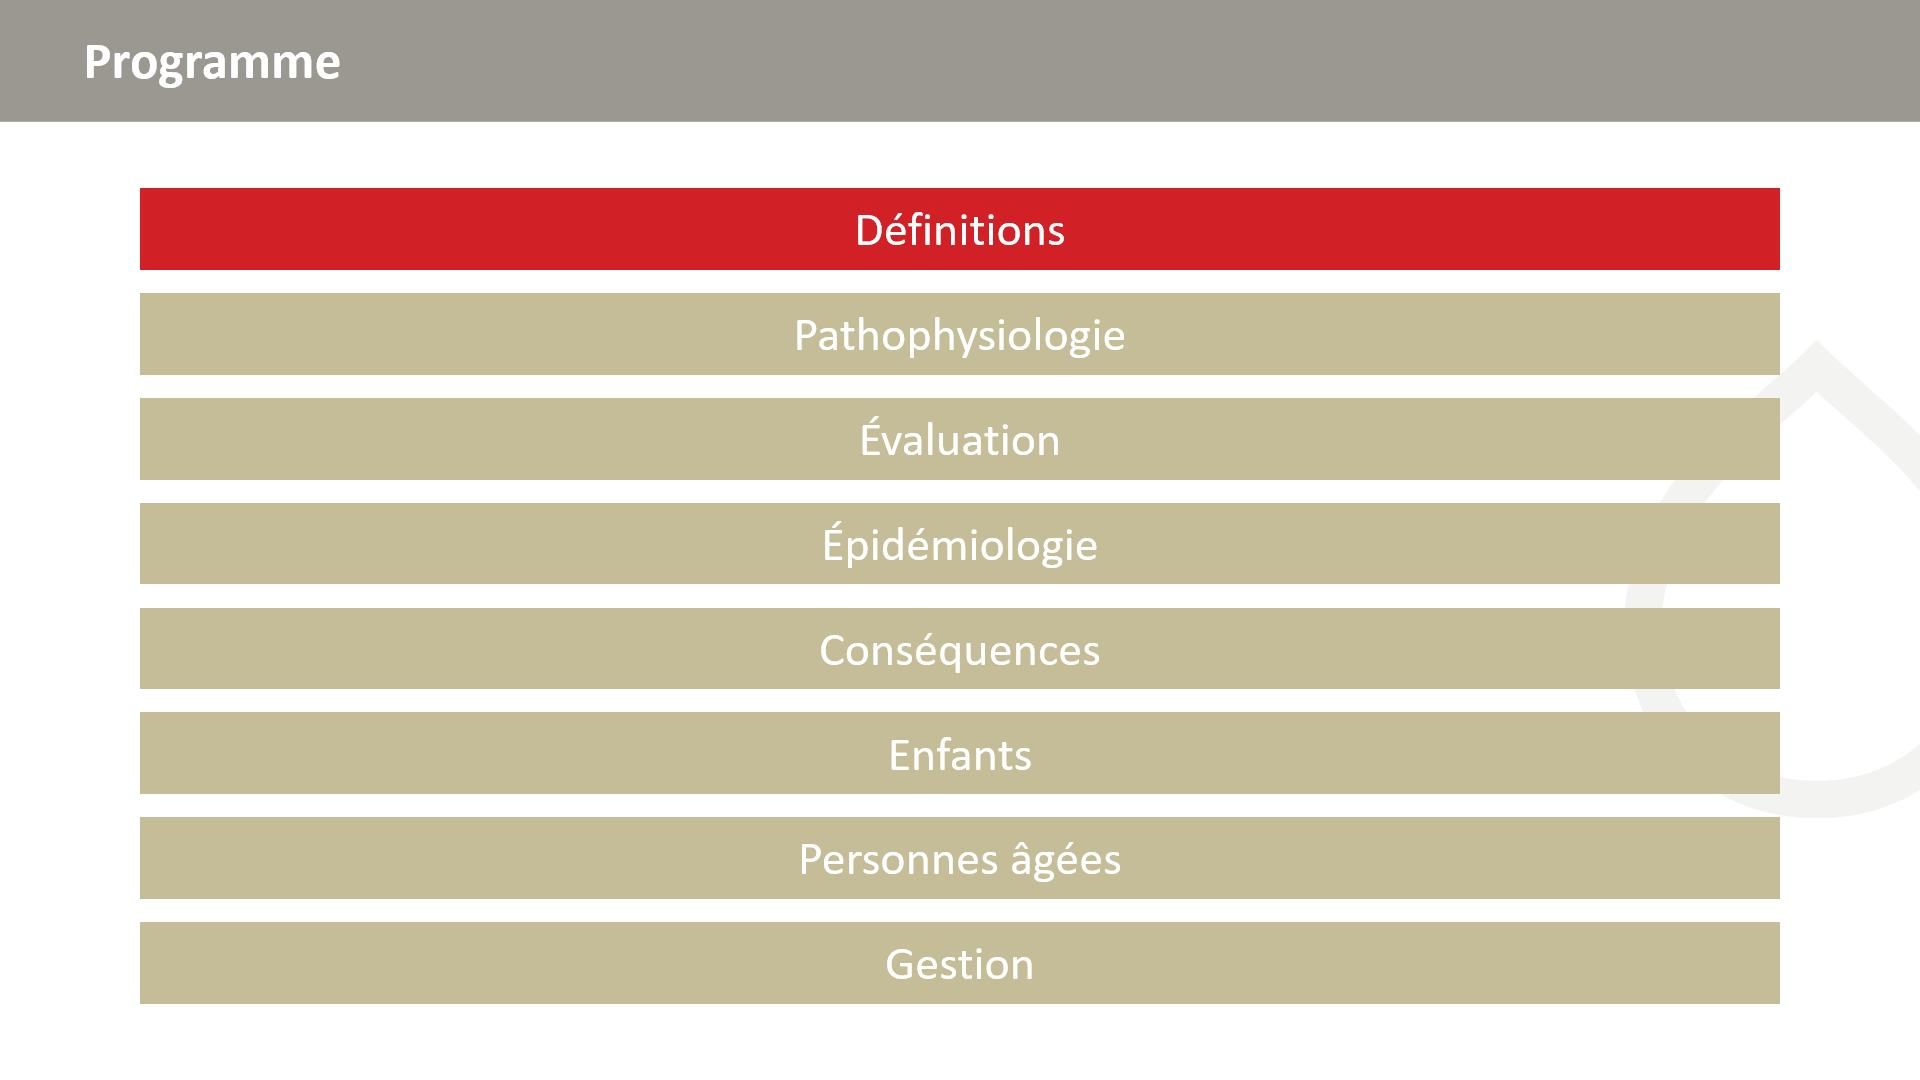 Programme
Définitions
Pathophysiologie
Évaluation
Épidémiologie
Conséquences
Enfants
Personnes âgées
Gestion